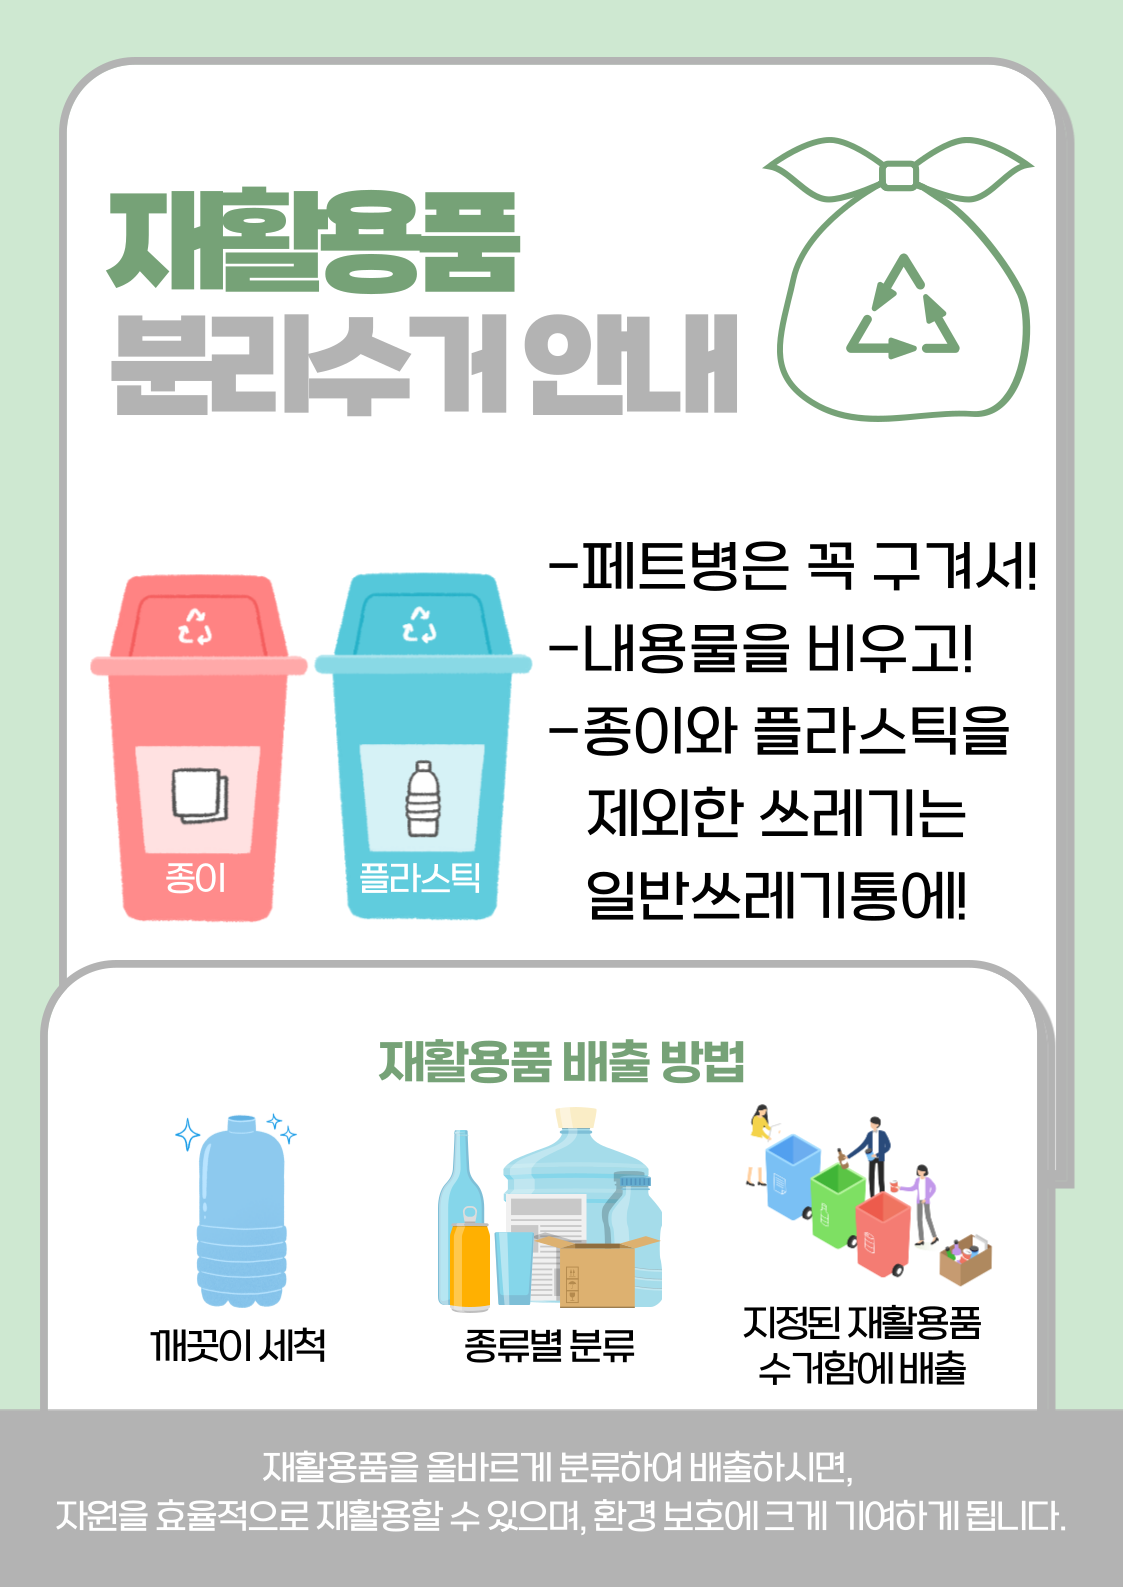 재활용품
분리수거 안내
-페트병은 꼭 구겨서!
-내용물을 비우고!
-종이와 플라스틱을
제외한 쓰레기는
일반쓰레기통에!
종이
플라스틱
재활용품 배출 방법
깨끗이 세척
종류별 분류
지정된 재활용품
수거함에 배출
재활용품을 올바르게 분류하여 배출하시면,
자원을 효율적으로 재활용할 수 있으며, 환경 보호에 크게 기여하게 됩니다.